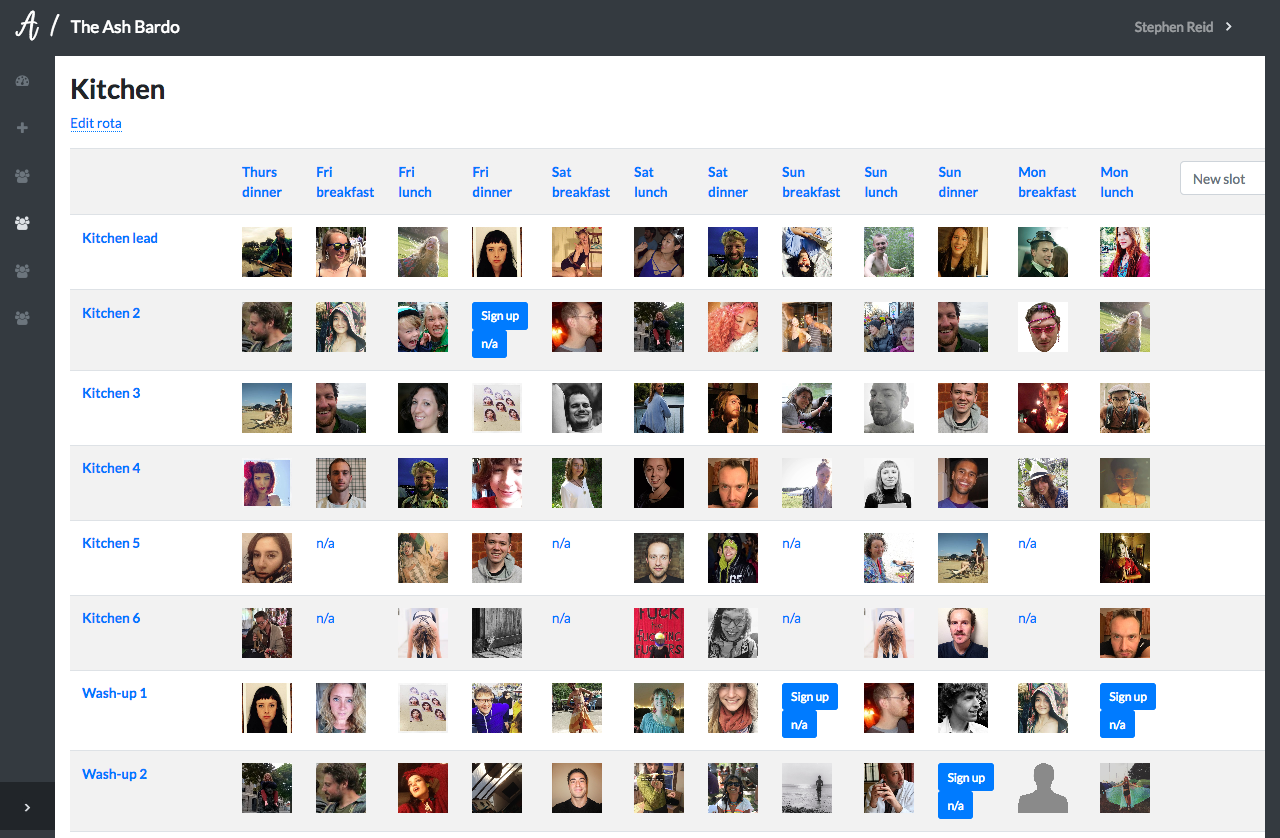 A / The Ash Bardo
Stephen Reid
Kitchen
Edit rota
Thurs dinner
Fri breakfast
Fri lunch
Fri dinner
Sat breakfast
Sat lunch
Sat dinner
Sun breakfast
Sun lunch
Sun dinner
Mon breakfast
Mon lunch
New slot
Kitchen lead
Kitchen 2
Sign up
n/a
Kitchen 3
Kitchen 4
Kitchen 5
n/a
n/a
n/a
n/a
Kitchen 6
n/a
n/a
FUCK
n/a
n/a
Wash-up 1
Sign up
n/a
Sign up
n/a
Wash-up 2
Sign up
n/a